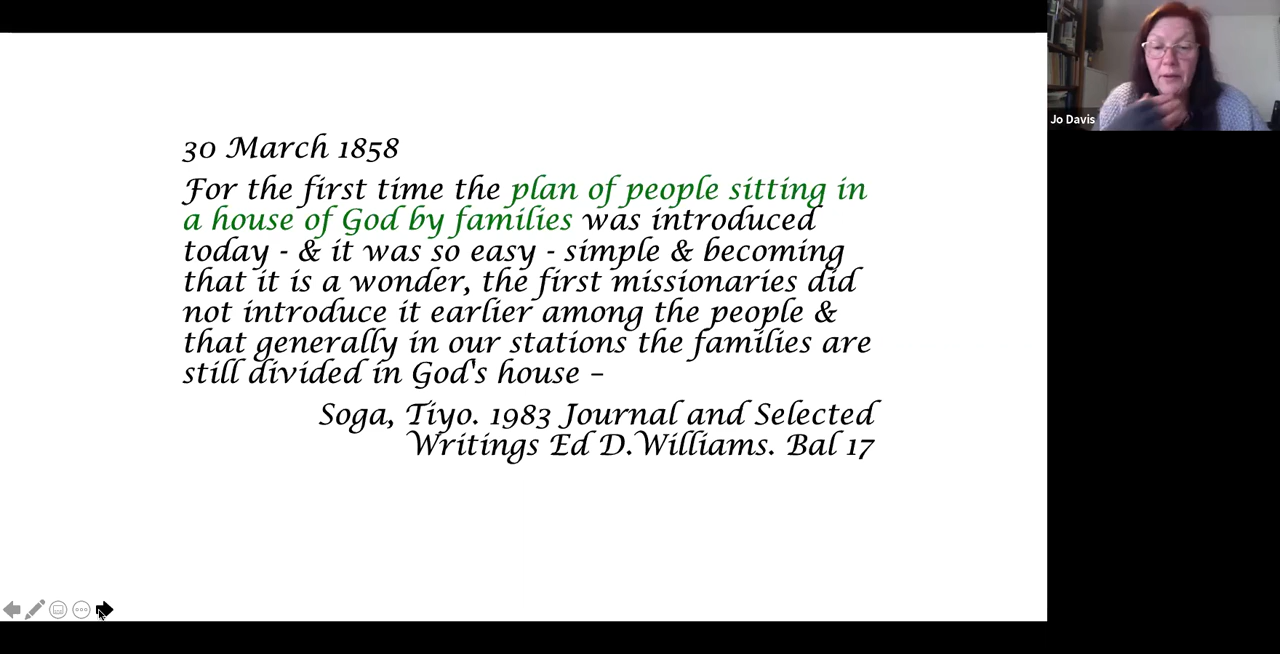 30 March 1858
For the first time the plan of people sitting in
a house of God by families was introduced
today - & it was so easy - simple & becoming
that it is a wonder, the first missionaries did
not introduce it earlier among the people &
that generally in our stations the families are
still divided in God's house –
Soga, Tiyo. 1983 Journal and Selected
Writings Ed D.Williams. Bal 17
Jo Davis